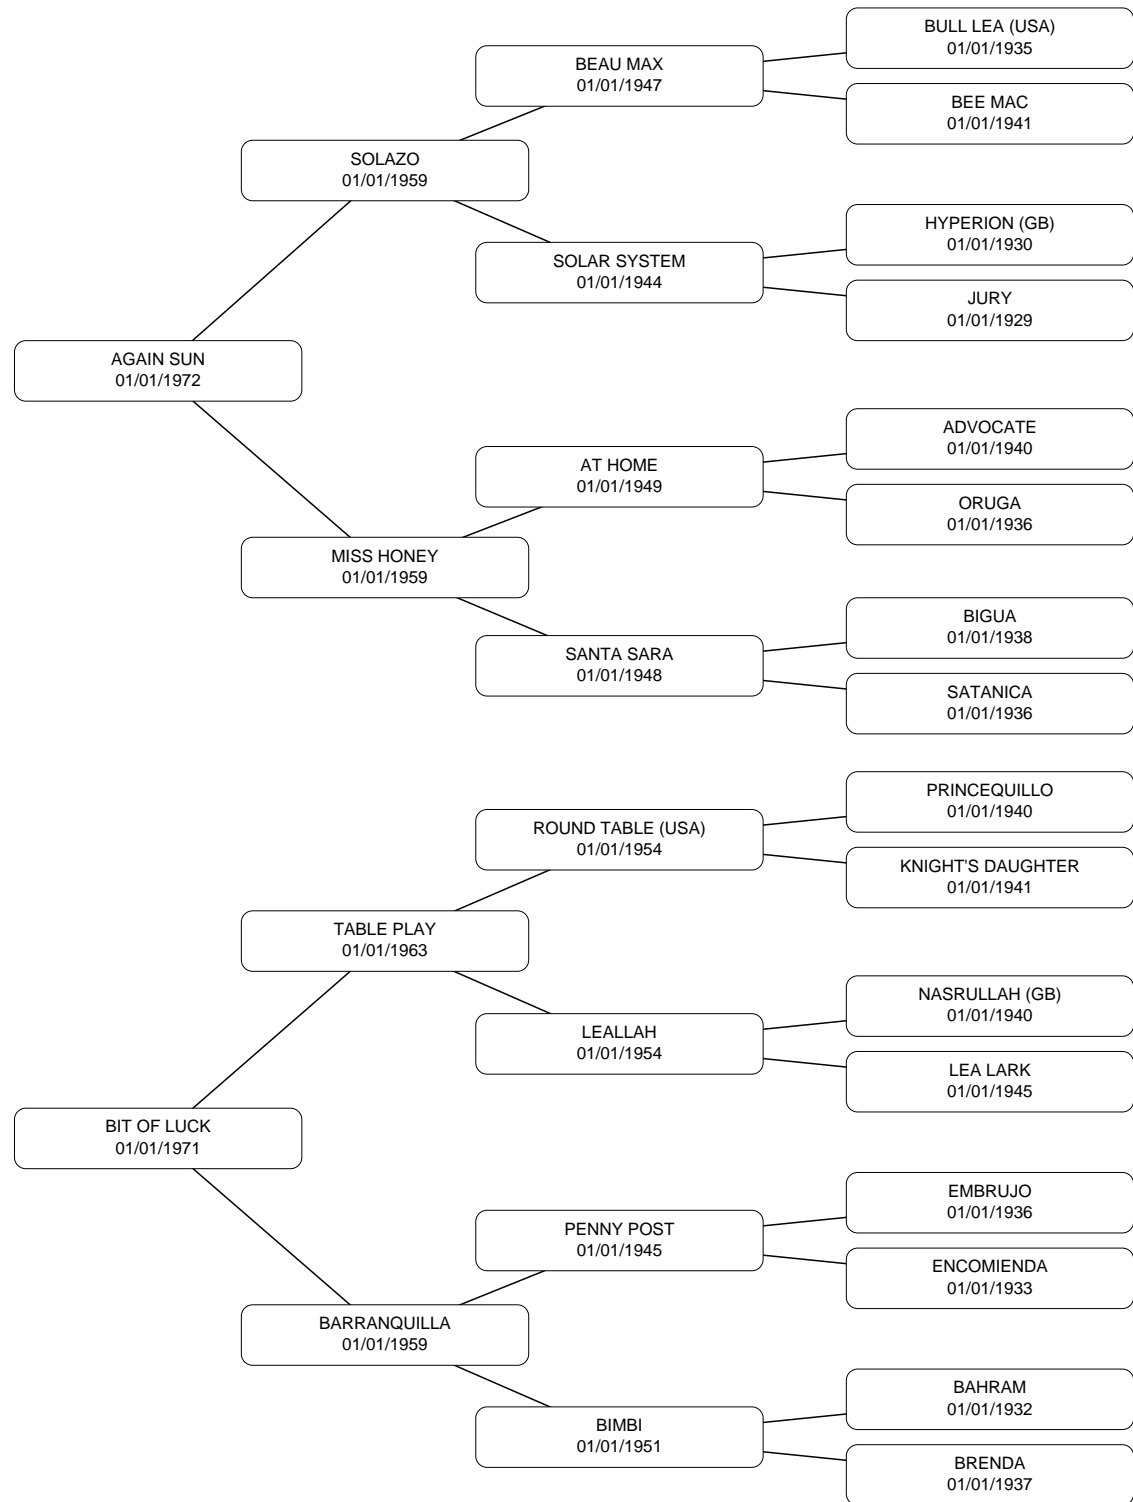 BULL LEA (USA)
01/01/1935
BEAU MAX
01/01/1947
BEE MAC
01/01/1941
SOLAZO
01/01/1959
HYPERION (GB)
01/01/1930
SOLAR SYSTEM
01/01/1944
JURY
01/01/1929
AGAIN SUN
01/01/1972
ADVOCATE
01/01/1940
AT HOME
01/01/1949
ORUGA
01/01/1936
MISS HONEY
01/01/1959
BIGUA
01/01/1938
SANTA SARA
01/01/1948
SATANICA
01/01/1936
PRINCEQUILLO
01/01/1940
ROUND TABLE (USA)
01/01/1954
KNIGHT'S DAUGHTER
01/01/1941
TABLE PLAY
01/01/1963
NASRULLAH (GB)
01/01/1940
LEALLAH
01/01/1954
LEA LARK
01/01/1945
BIT OF LUCK
01/01/1971
EMBRUJO
01/01/1936
PENNY POST
01/01/1945
ENCOMIENDA
01/01/1933
BARRANQUILLA
01/01/1959
BAHRAM
01/01/1932
BIMBI
01/01/1951
BRENDA
01/01/1937